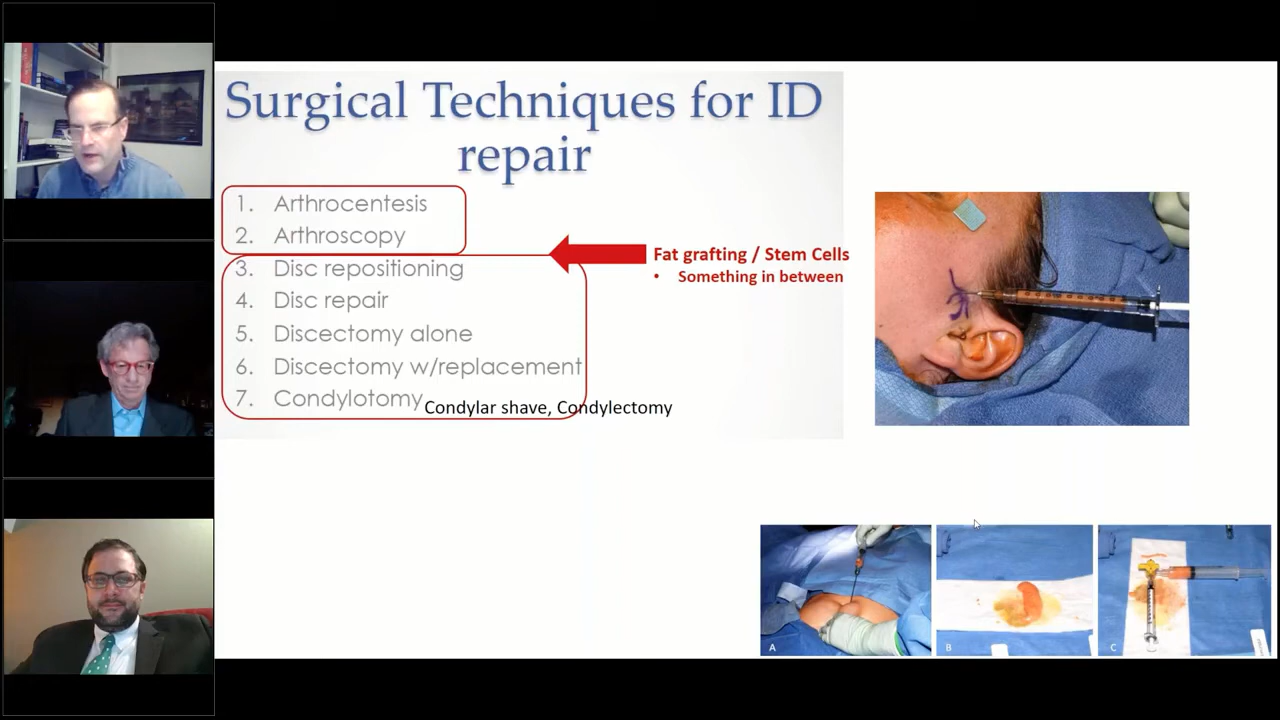 Surgical Techniques for ID
repair
1. Arthrocentesis
2. Arthroscopy
3. Disc repositioning
4. Disc repair
5. Discectomy alone
6. Discectomy w/replacement
7. Condylotomy
Condylar shave, Condylectomy
Fat grafting / Stem Cells
• Something in between
A
B
C